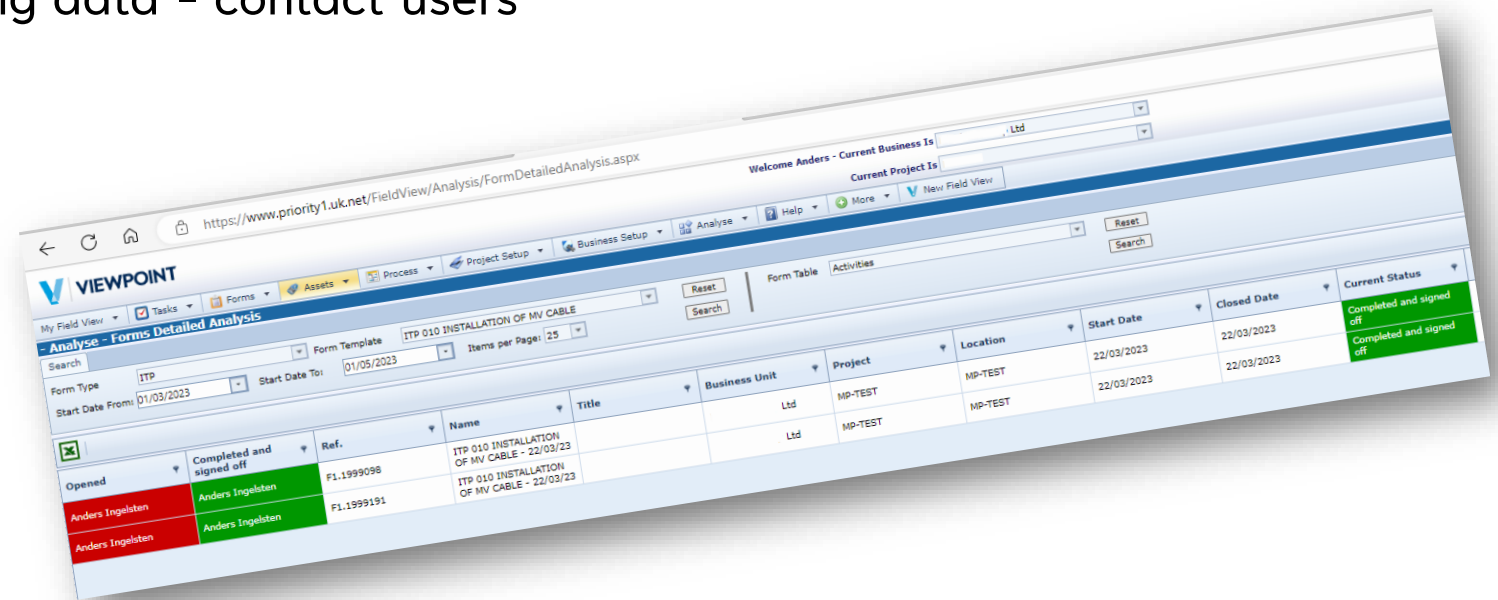 ng data - contact users
https://www.priority1.uk.net/FieldView/Analysis/FormDetailedAnalysis.aspx
VIEWPOINT
Welcome Anders - Current Business Is Ltd
Current Project Is
My Field View Tasks Forms Assets Process Project Setup Business Setup Analyse Help More New Field View
- Analyse - Forms Detailed Analysis
Search
Form Type ITP Form Template ITP 010 INSTALLATION OF MV CABLE Reset Form Table Activities Reset
Start Date From: 01/03/2023 Start Date To: 01/05/2023 Items per Page: 25 Search Search
Opened Completed and signed off Ref. Name Title Business Unit Project Location Start Date Closed Date Current Status
Anders Ingelsten Anders Ingelsten F1.1999098 ITP 010 INSTALLATION OF MV CABLE - 22/03/23 Ltd MP-TEST MP-TEST 22/03/2023 22/03/2023 Completed and signed off
Anders Ingelsten Anders Ingelsten F1.1999191 ITP 010 INSTALLATION OF MV CABLE - 22/03/23 Ltd MP-TEST MP-TEST 22/03/2023 22/03/2023 Completed and signed off